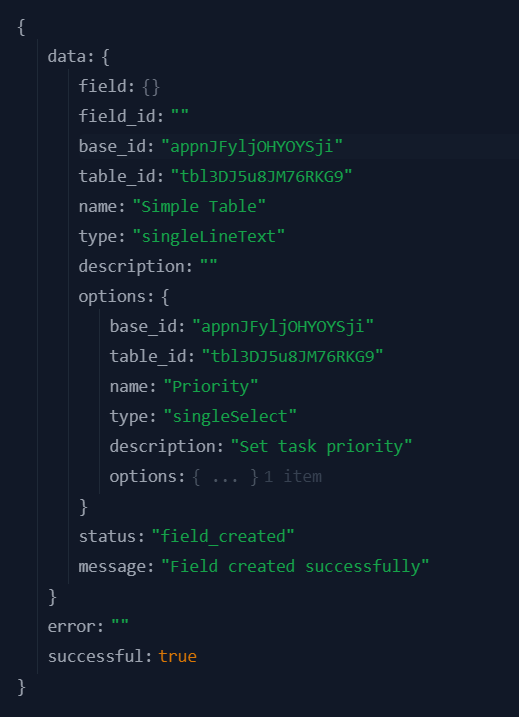 {
data: {
field: {}
field_id: ""
base_id: "appnJFyljOHYOYSji"
table_id: "tbl3DJ5u8JM76RKG9"
name: "Simple Table"
type: "singleLineText"
description: ""
options: {
base_id: "appnJFyljOHYOYSji"
table_id: "tbl3DJ5u8JM76RKG9"
name: "Priority"
type: "singleSelect"
description: "Set task priority"
options: { ... } 1 item
}
status: "field_created"
message: "Field created successfully"
}
error: ""
successful: true
}